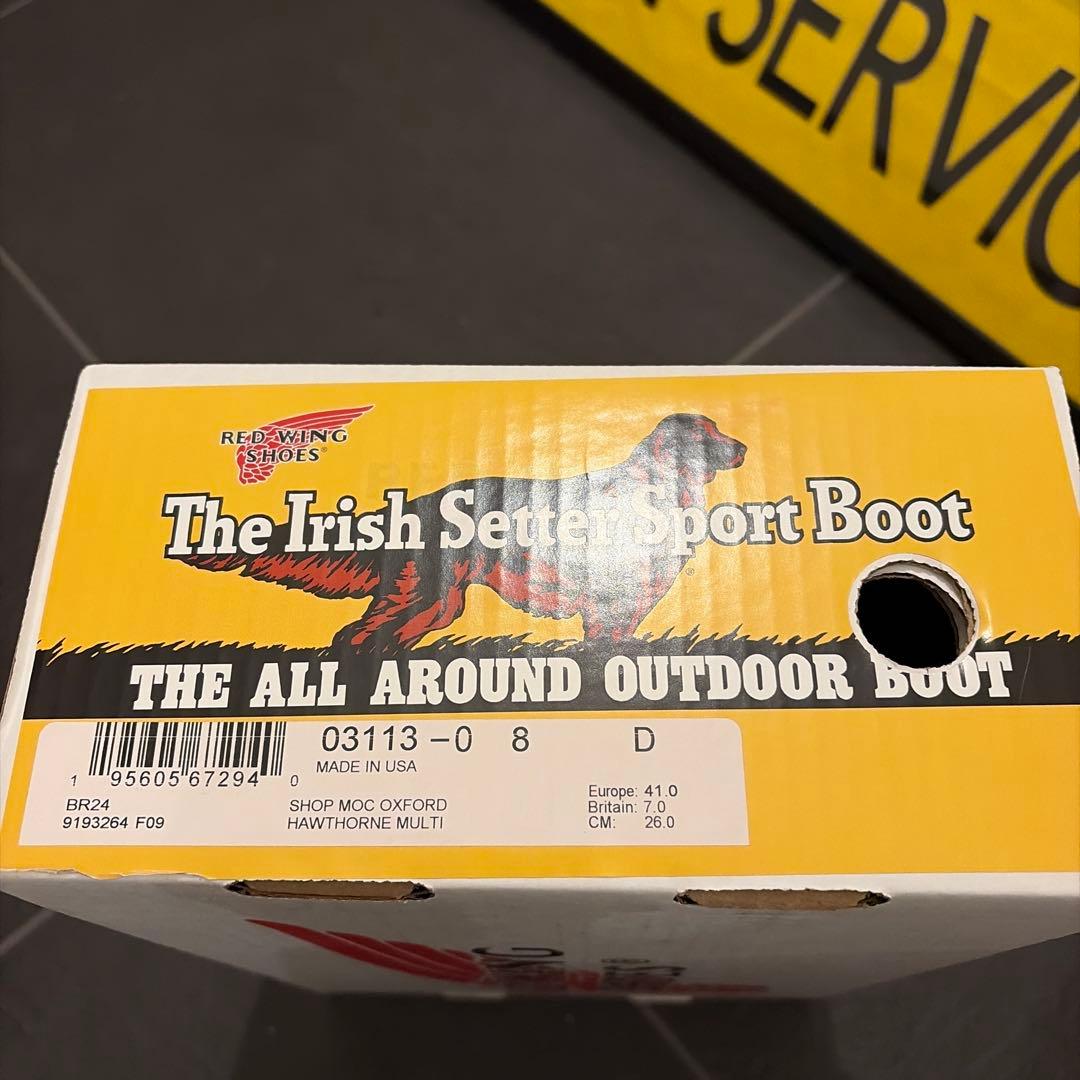 SERVIC
RED WING
SHOES®
The Irish Setter Sport Boot
®
THE ALL AROUND OUTDOOR BOOT
03113-0 8 D
MADE IN USA
1 95605 67294 0
BR24
9193264 F09
SHOP MOC OXFORD
HAWTHORNE MULTI
Europe: 41.0
Britain: 7.0
CM: 26.0